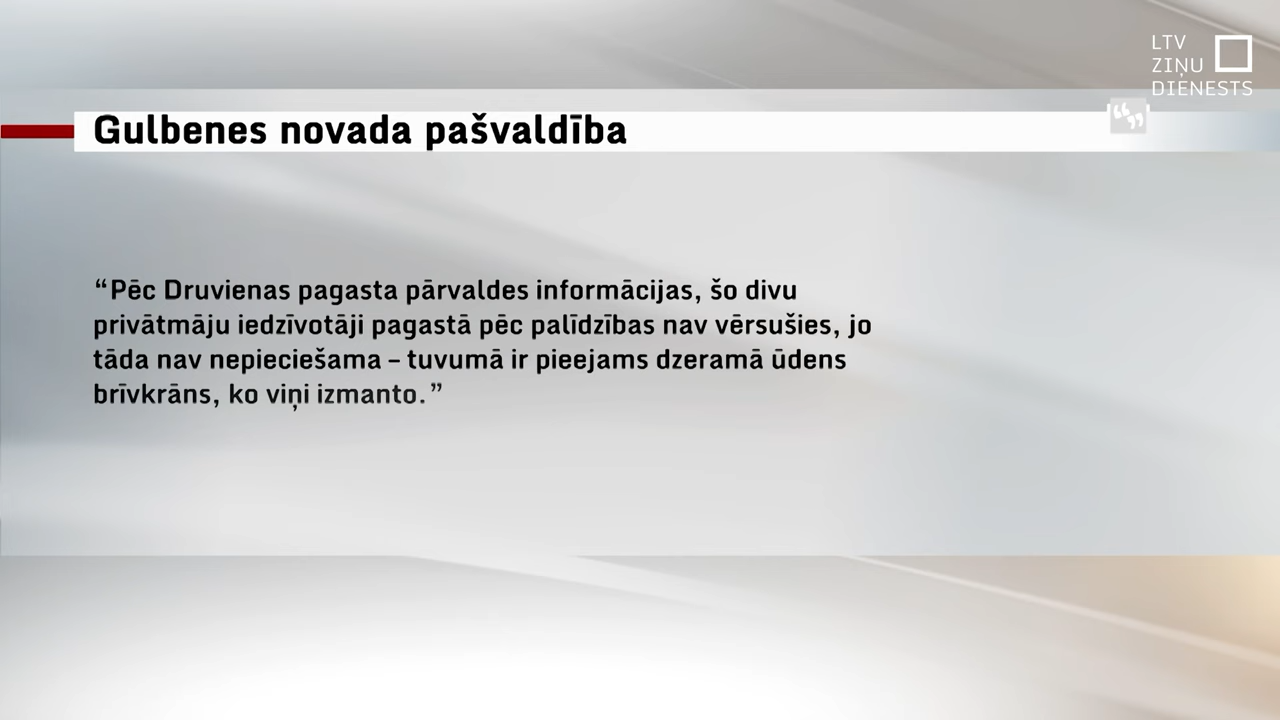 LTV
ZIŅU
DIENESTS
Gulbenes novada pašvaldība
“Pēc Druvienas pagasta pārvaldes informācijas, šo divu
privātmāju iedzīvotāji pagastā pēc palīdzības nav vērsušies, jo
tāda nav nepieciešama – tuvumā ir pieejams dzeramā ūdens
brīvkrāns, ko viņi izmanto.”